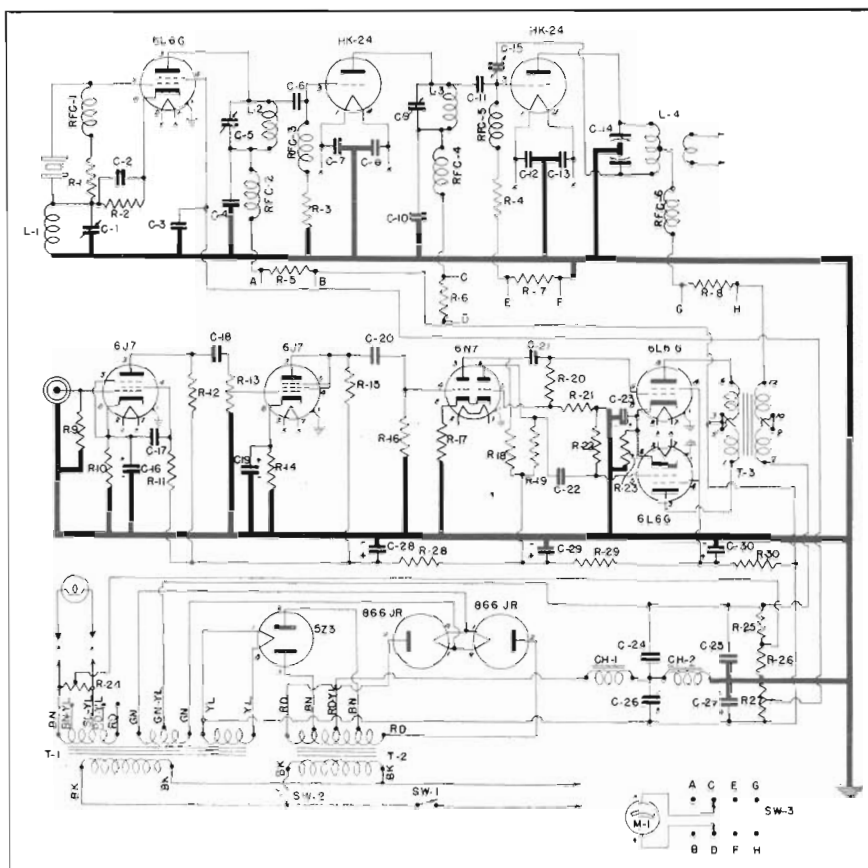 6L6G
HK-24
HK-24
C-15
RFC-1
C-2
R-1
R-2
L-1
C-1
C-3
C-5
L-2
C-6
RFC-3
C-4
RFC-2
R-3
C-7
C-8
C-9
L-3
C-11
RFC-5
RFC-4
C-10
R-4
C-12
C-13
C-14
L-4
RFC-6
A
R-5
B
C
R-6
D
E
R-7
F
G
R-8
H
6J7
C-18
6J7
C-20
6N7
C-21
6L6G
R-9
R-10
C-16
C-17
R-11
R-12
R-13
C-19
R-14
R-15
R-16
R-17
R-18
R-19
R-20
R-21
C-22
R-22
C-23
R-23
6L6G
T-3
C-28
R-28
C-29
R-29
C-30
R-30
5Z3
866 JR
866 JR
R-24
C-24
C-25
R-25
CH-1
CH-2
R-26
C-26
C-27
R-27
BN
BN-YL
RD
GN
GN-YL
GN
YL
YL
RD
BN
RD-YL
BN
RD
T-1
T-2
BK
BK
BK
BK
SW-2
SW-1
M-1
A C E G
SW-3
B D F H